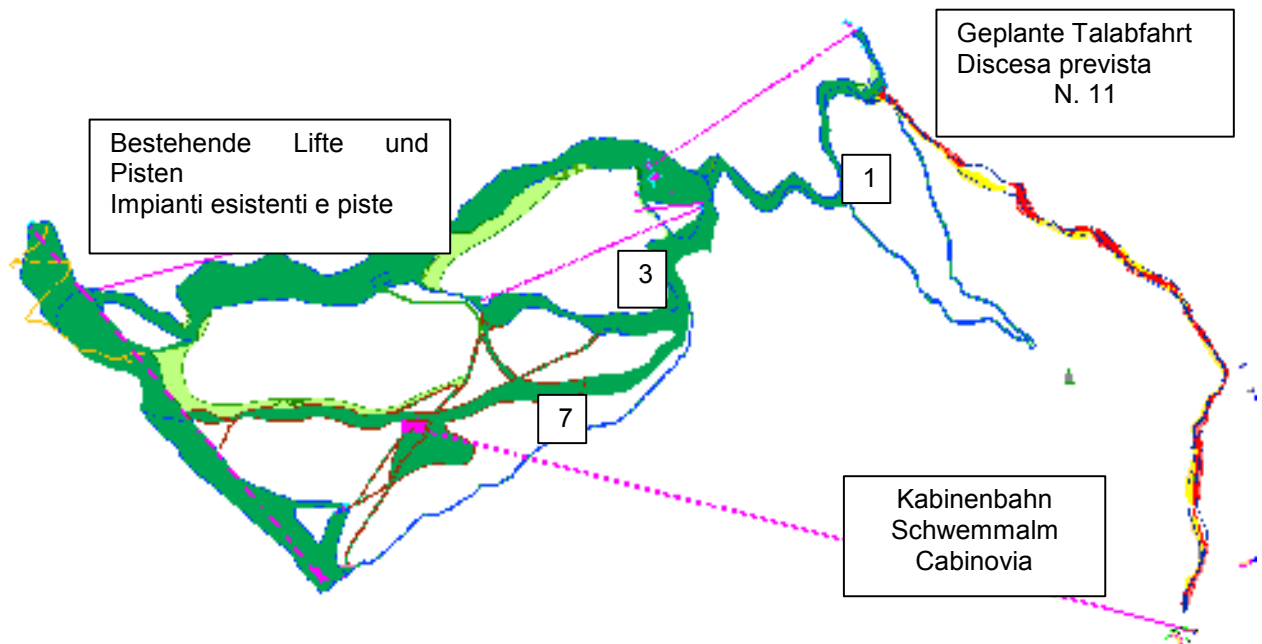 Geplante Talabfahrt
Discesa prevista
N. 11
Bestehende Lifte und
Pisten
Impianti esistenti e piste
1
3
7
Kabinenbahn
Schwemmalm
Cabinovia